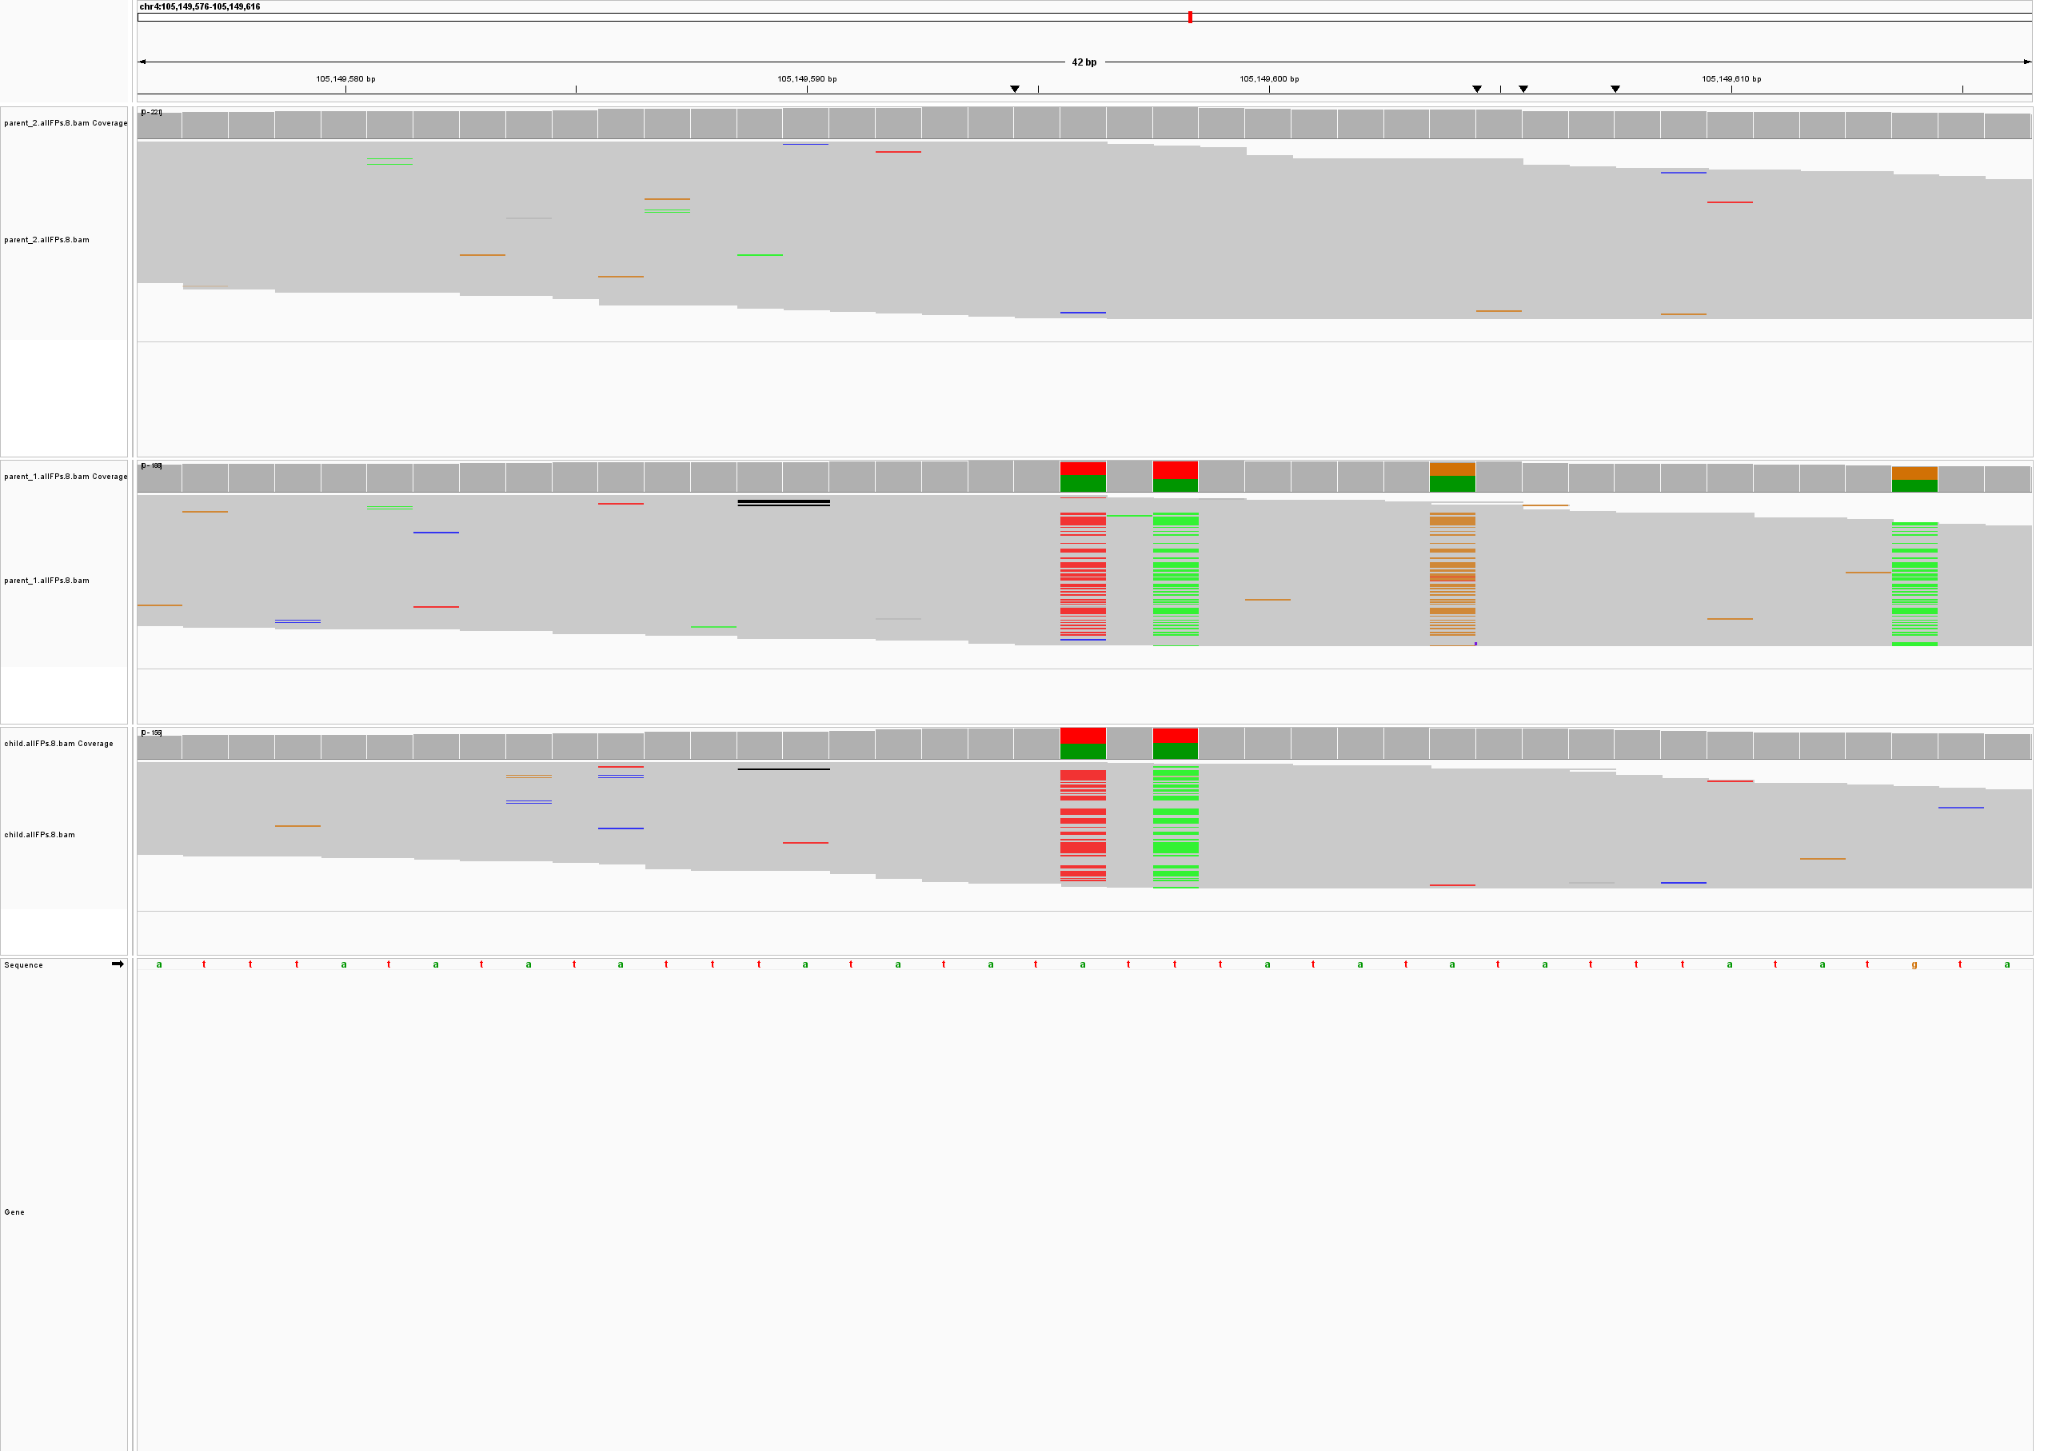 chr4:105,149,576-105,149,616
42 bp
105,149,580 bp 105,149,590 bp 105,149,600 bp 105,149,610 bp
parent_2.allFPs.8.bam Coverage
[0 - 221]
parent_2.allFPs.8.bam
parent_1.allFPs.8.bam Coverage
parent_1.allFPs.8.bam
child.allFPs.8.bam Coverage
child.allFPs.8.bam
Sequence a t t t a t a t a t a t t t a t a t a t a t t t a t a t a t a t t t a t a t g t a
Gene